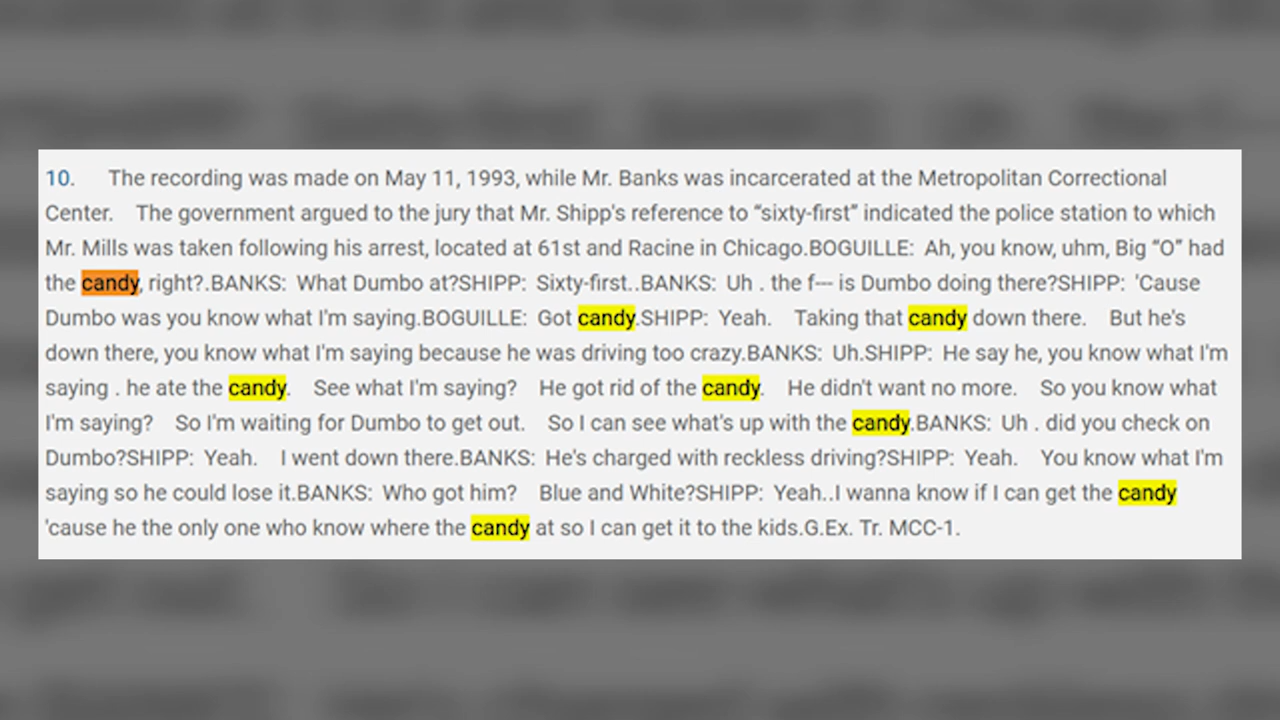 10. The recording was made on May 11, 1993, while Mr. Banks was incarcerated at the Metropolitan Correctional
Center. The government argued to the jury that Mr. Shipp's reference to “sixty-first” indicated the police station to which
Mr. Mills was taken following his arrest, located at 61st and Racine in Chicago.BOGUILLE: Ah, you know, uhm, Big “O” had
the candy, right?.BANKS: What Dumbo at?SHIPP: Sixty-first..BANKS: Uh . the f--- is Dumbo doing there?SHIPP: 'Cause
Dumbo was you know what I'm saying.BOGUILLE: Got candy.SHIPP: Yeah. Taking that candy down there. But he's
down there, you know what I'm saying because he was driving too crazy.BANKS: Uh.SHIPP: He say he, you know what I'm
saying . he ate the candy. See what I'm saying? He got rid of the candy. He didn't want no more. So you know what
I'm saying? So I'm waiting for Dumbo to get out. So I can see what's up with the candy.BANKS: Uh . did you check on
Dumbo?SHIPP: Yeah. I went down there.BANKS: He's charged with reckless driving?SHIPP: Yeah. You know what I'm
saying so he could lose it.BANKS: Who got him? Blue and White?SHIPP: Yeah..I wanna know if I can get the candy
'cause he the only one who know where the candy at so I can get it to the kids.G.Ex. Tr. MCC-1.